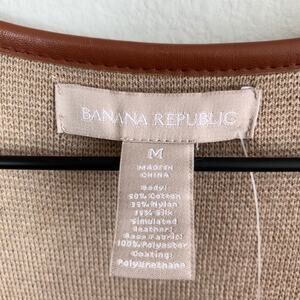 BANANA REPUBLIC
M
MADE IN
CHINA
Body:
50% Cotton
35% Nylon
15% Silk
Simulated
Leather:
Base Fabric:
100% Polyester
Coating:
Polyurethane